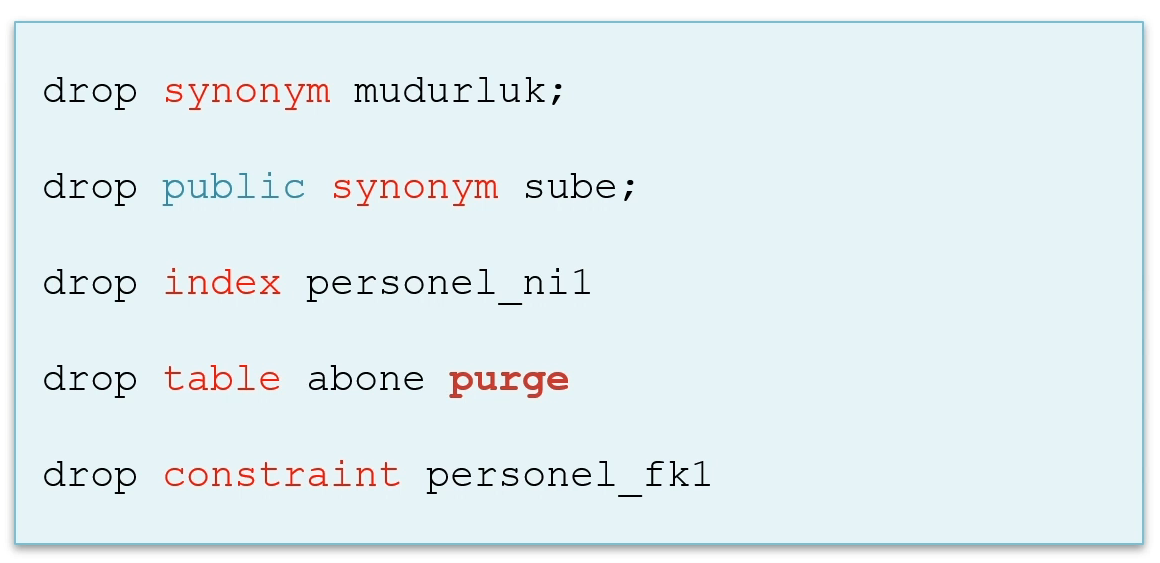 drop synonym mudurluk;
drop public synonym sube;
drop index personel_ni1
drop table abone purge
drop constraint personel_fk1